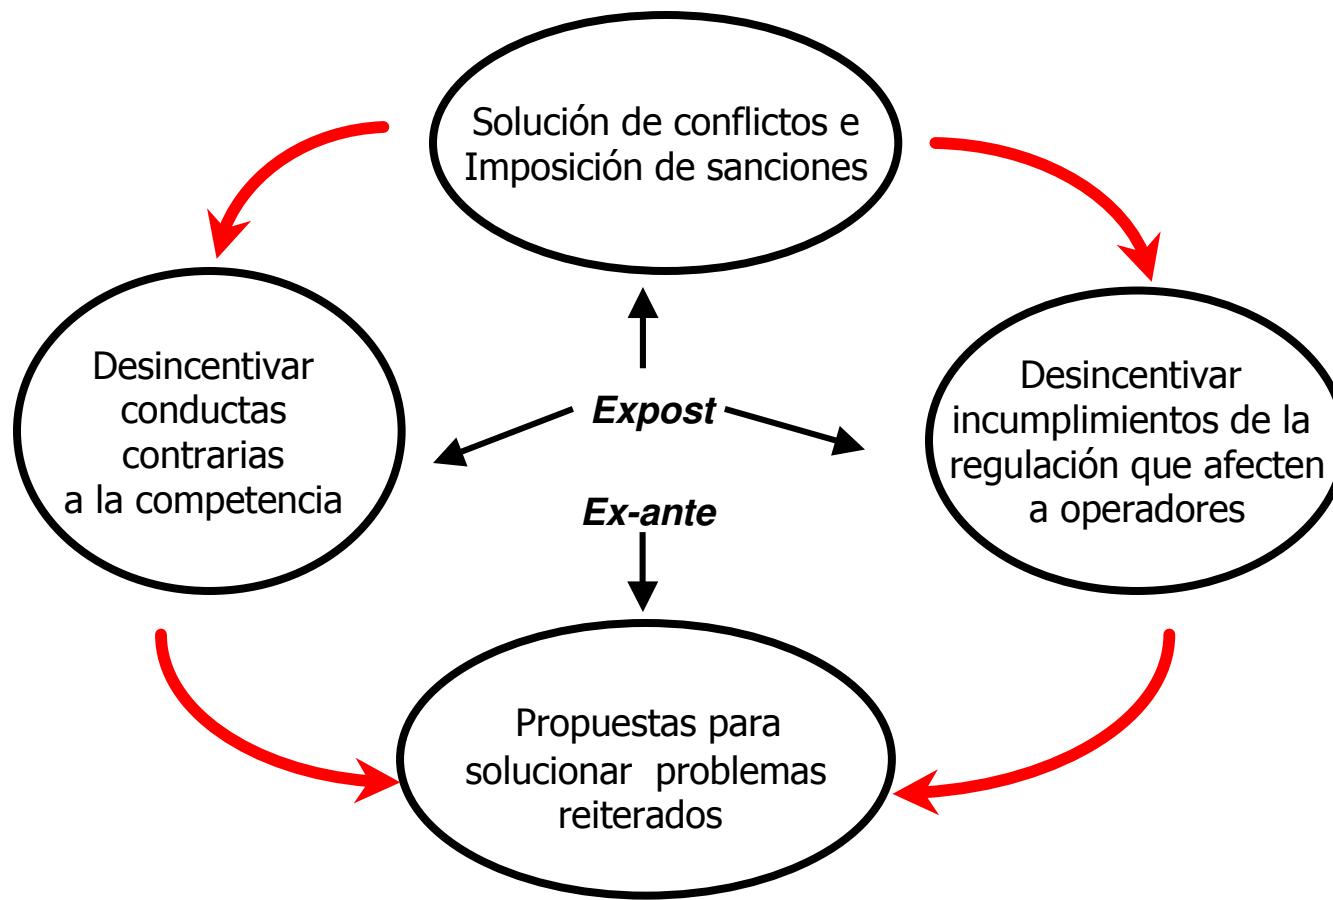 Solución de conflictos e
Imposición de sanciones
Desincentivar
conductas
contrarias
a la competencia
Expost
Ex-ante
Desincentivar
incumplimientos de la
regulación que afecten
a operadores
Propuestas para
solucionar problemas
reiterados